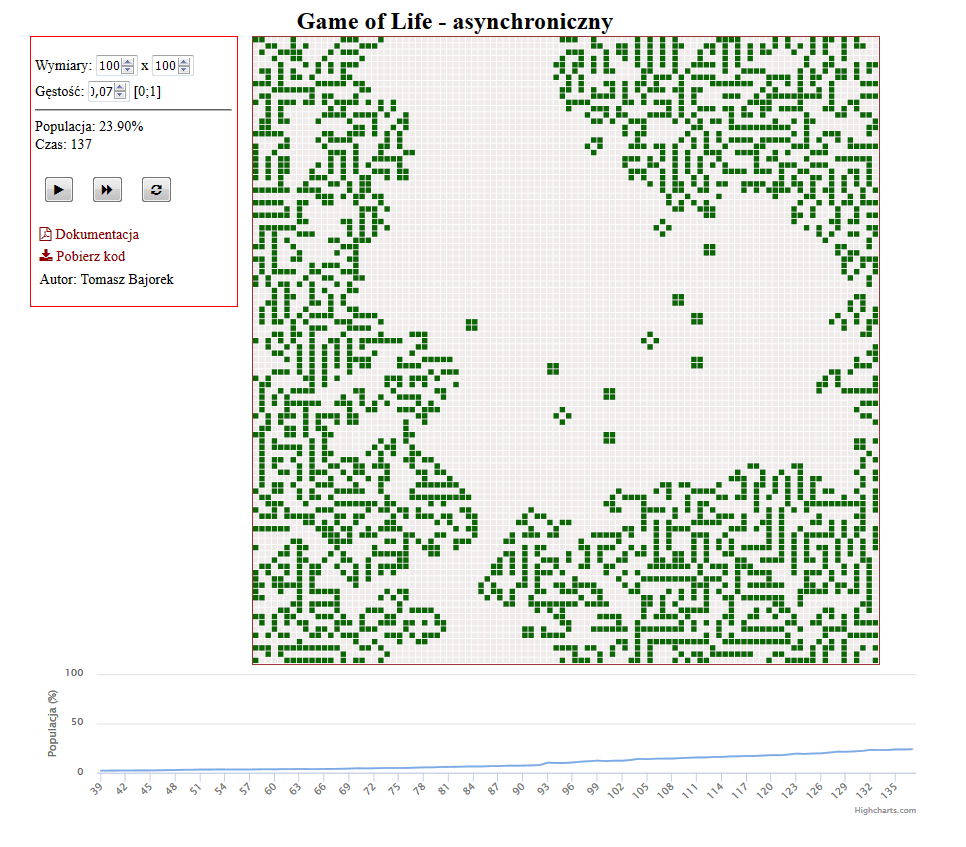 Game of Life - asynchroniczny
Wymiary: 100 x 100
Gęstość: 0,07 [0;1]
Populacja: 23.90%
Czas: 137
Dokumentacja
Pobierz kod
Autor: Tomasz Bajorek
100
50
0
Populacja (%)
39 42 45 48 51 54 57 60 63 66 69 72 75 78 81 84 87 90 93 96 99 102 105 108 111 114 117 120 123 126 129 132 135
Highcharts.com